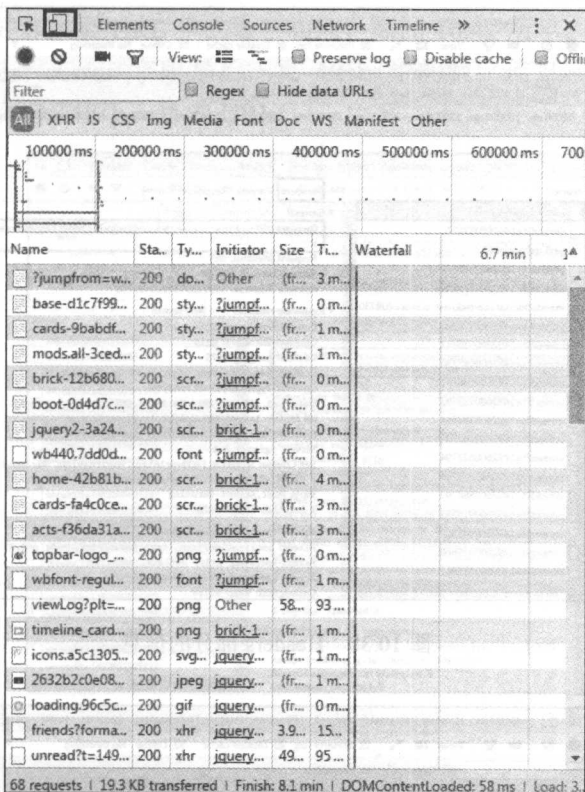 Elements Console Sources Network Timeline »
View: Preserve log Disable cache Offli
Filter Regex Hide data URLs
All XHR JS CSS Img Media Font Doc WS Manifest Other
100000 ms 200000 ms 300000 ms 400000 ms 500000 ms 600000 ms 700
Name Sta.. Ty... Initiator Size Ti... Waterfall 6.7 min 1
?jumpfrom=w... 200 do... Other (fr... 3 m...
base-d1c7f99... 200 sty... ?jumpf... (fr... 0 m...
cards-9babdf... 200 sty... ?jumpf... (fr... 1 m...
mods.all-3ced... 200 sty... ?jumpf... (fr... 1 m...
brick-12b680... 200 scr... ?jumpf... (fr... 0 m...
boot-0d4d7c... 200 scr... ?jumpf... (fr... 0 m...
jquery2-3a24... 200 scr... brick-1... (fr... 0 m...
wb440.7dd0d... 200 font ?jumpf... (fr... 0 m...
home-42b81b... 200 scr... brick-1... (fr... 4 m...
cards-fa4c0ce... 200 scr... brick-1... (fr... 3 m...
acts-f36da31a... 200 scr... brick-1... (fr... 3 m...
topbar-logo_... 200 png ?jumpf... (fr... 0 m...
wbfont-regul... 200 font ?jumpf... (fr... 1 m...
viewLog?plt=... 200 png Other 58... 93 ...
timeline_card... 200 png brick-1... (fr... 1 m...
icons.a5c1305... 200 svg... jquery... (fr... 1 m...
2632b2c0e08... 200 jpeg jquery... (fr... 1 m...
loading.96c5c... 200 gif jquery... (fr... 0 m...
friends?forma... 200 xhr jquery... 3.9... 15...
unread?t=149... 200 xhr jquery... 49... 95 ...
68 requests | 19.3 KB transferred | Finish: 8.1 min | DOMContentLoaded: 58 ms | Load: 3